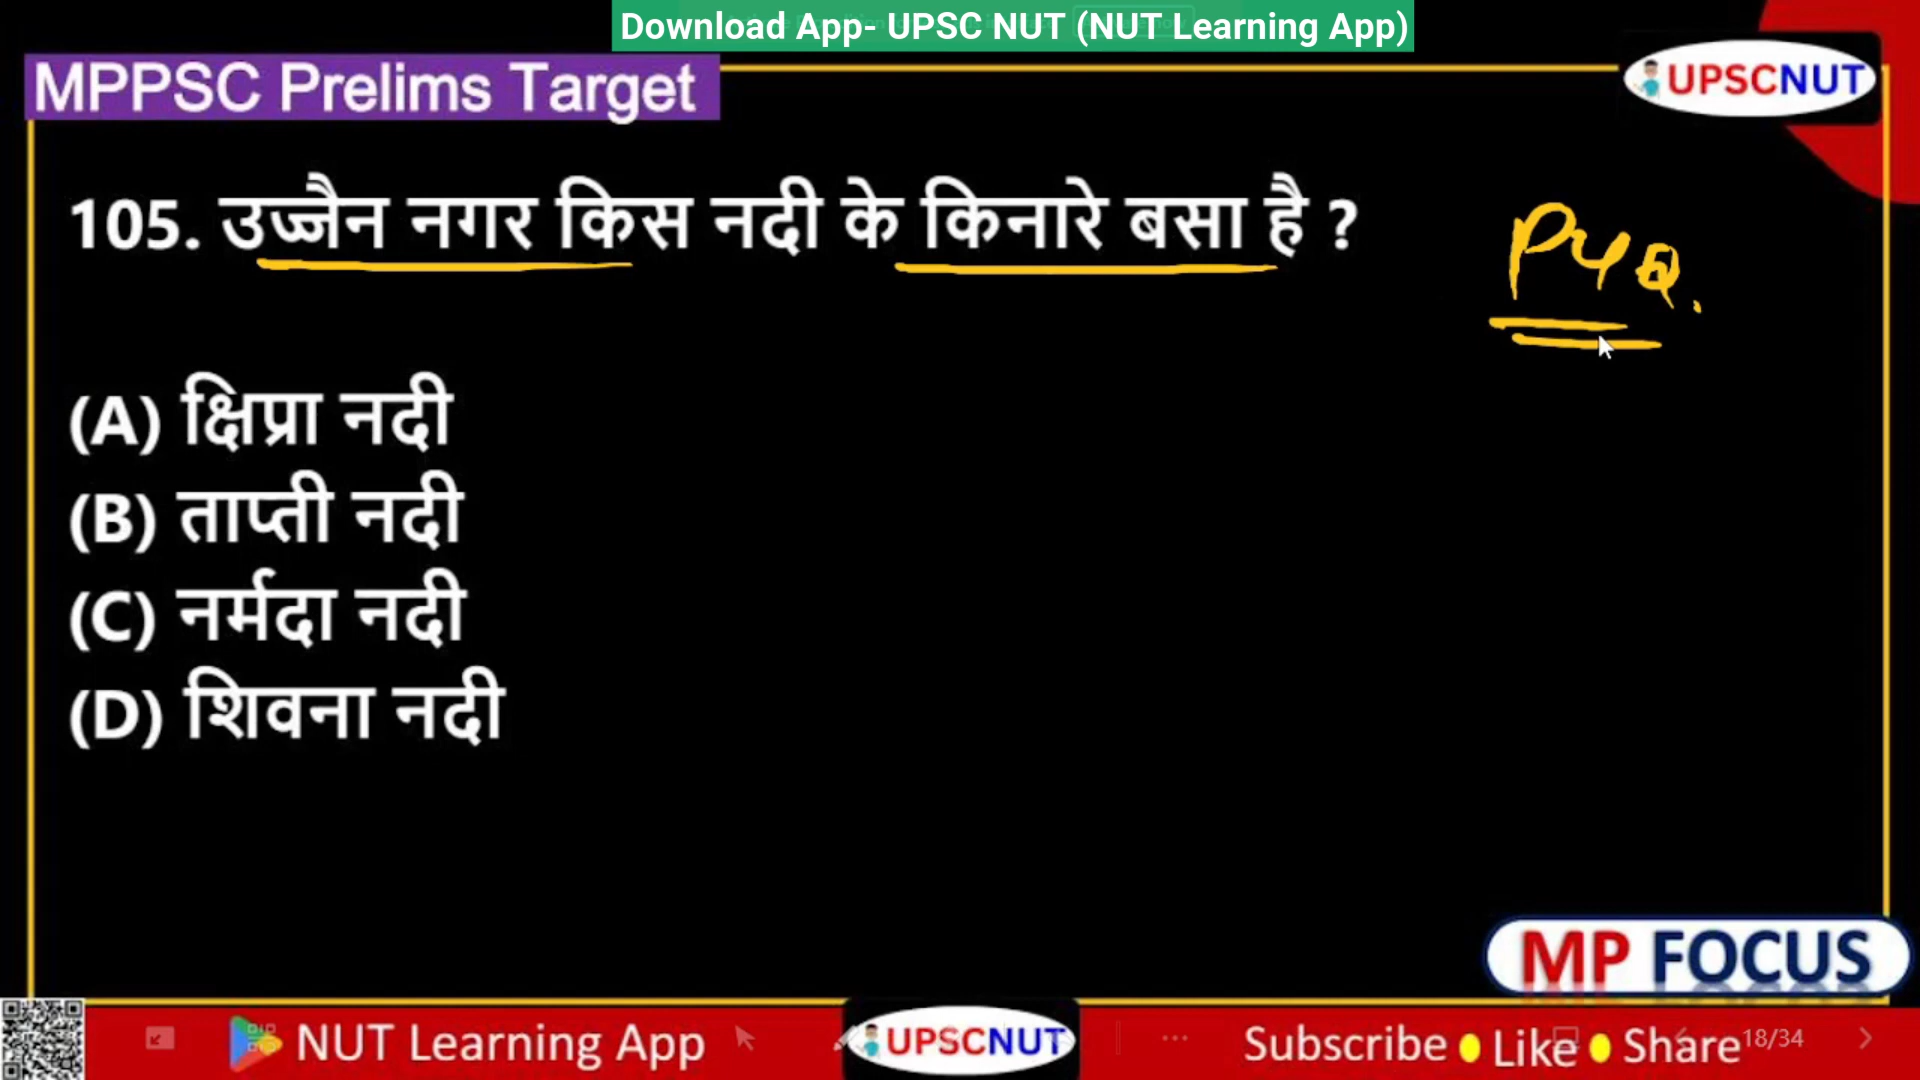 Download App- UPSC NUT (NUT Learning App)
MPPSC Prelims Target
UPSCNUT
105. उज्जैन नगर किस नदी के किनारे बसा है ?
PYQ.
(A) क्षिप्रा नदी
(B) ताप्ती नदी
(C) नर्मदा नदी
(D) शिवना नदी
MP FOCUS
NUT Learning App
UPSCNUT
Subscribe Like Share
18/34